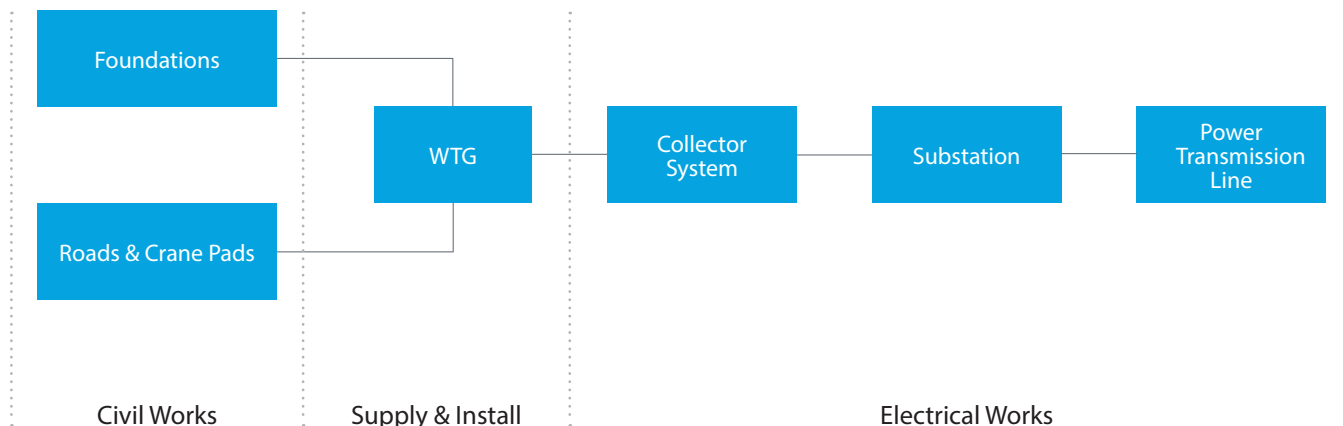 Foundations
Roads & Crane Pads
WTG
Collector
System
Substation
Power
Transmission
Line
Civil Works
Supply & Install
Electrical Works